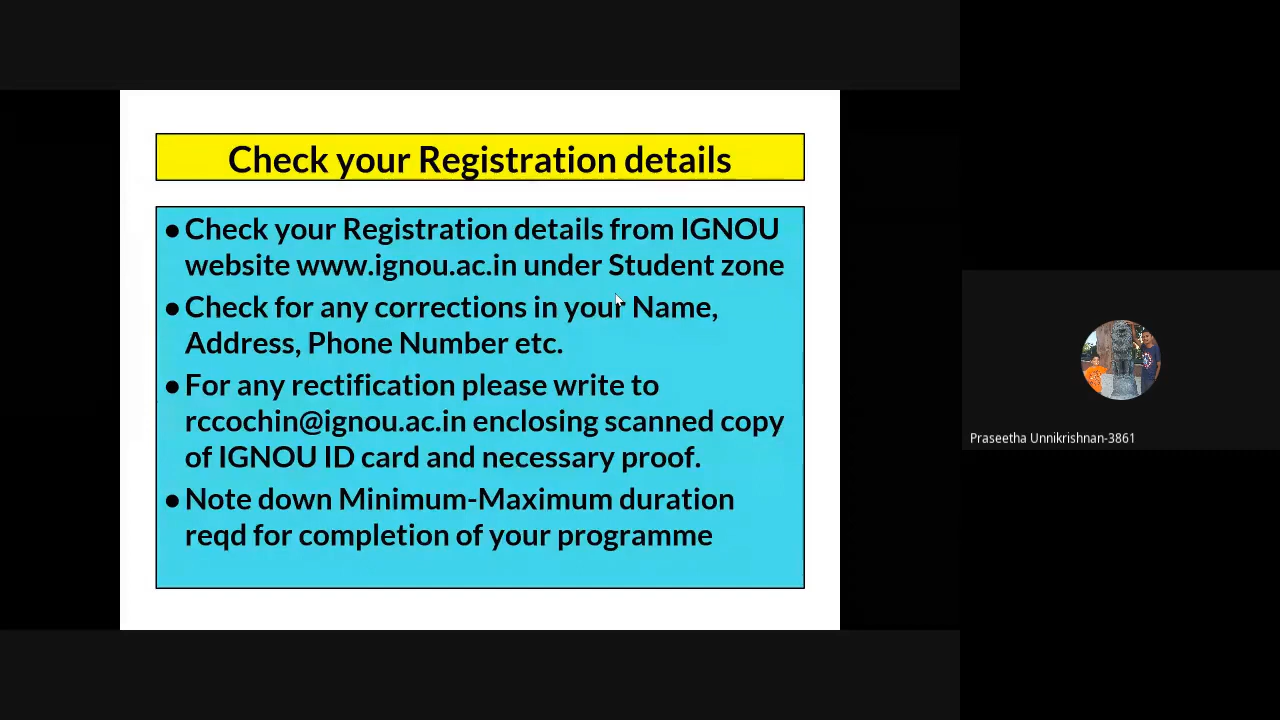 Check your Registration details
● Check your Registration details from IGNOU
website www.ignou.ac.in under Student zone
● Check for any corrections in your Name,
Address, Phone Number etc.
● For any rectification please write to
rccochin@ignou.ac.in enclosing scanned copy
of IGNOU ID card and necessary proof.
● Note down Minimum-Maximum duration
reqd for completion of your programme
Praseetha Unnikrishnan-3861